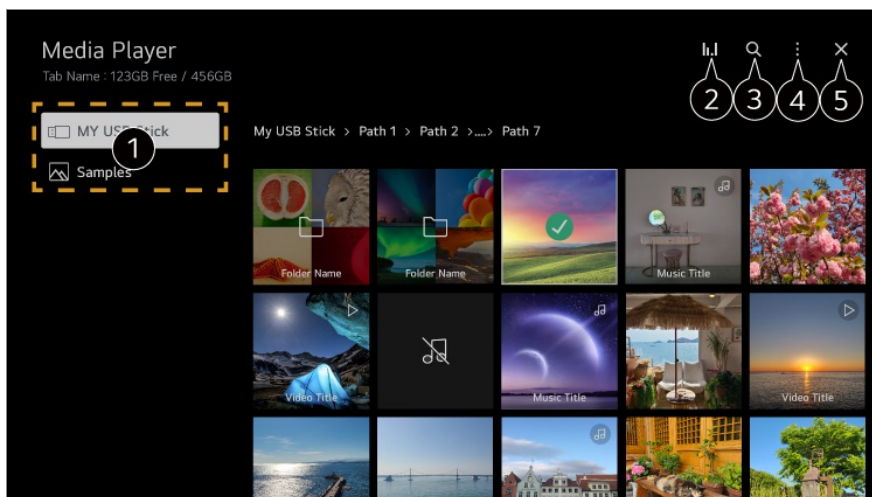 Media Player
Tab Name : 123GB Free / 456GB
2
3
4
5
MY USB Stick
1
Samples
My USB Stick > Path 1 > Path 2 >....> Path 7
Folder Name
Folder Name
Music Title
Video Title
Music Title
Video Title